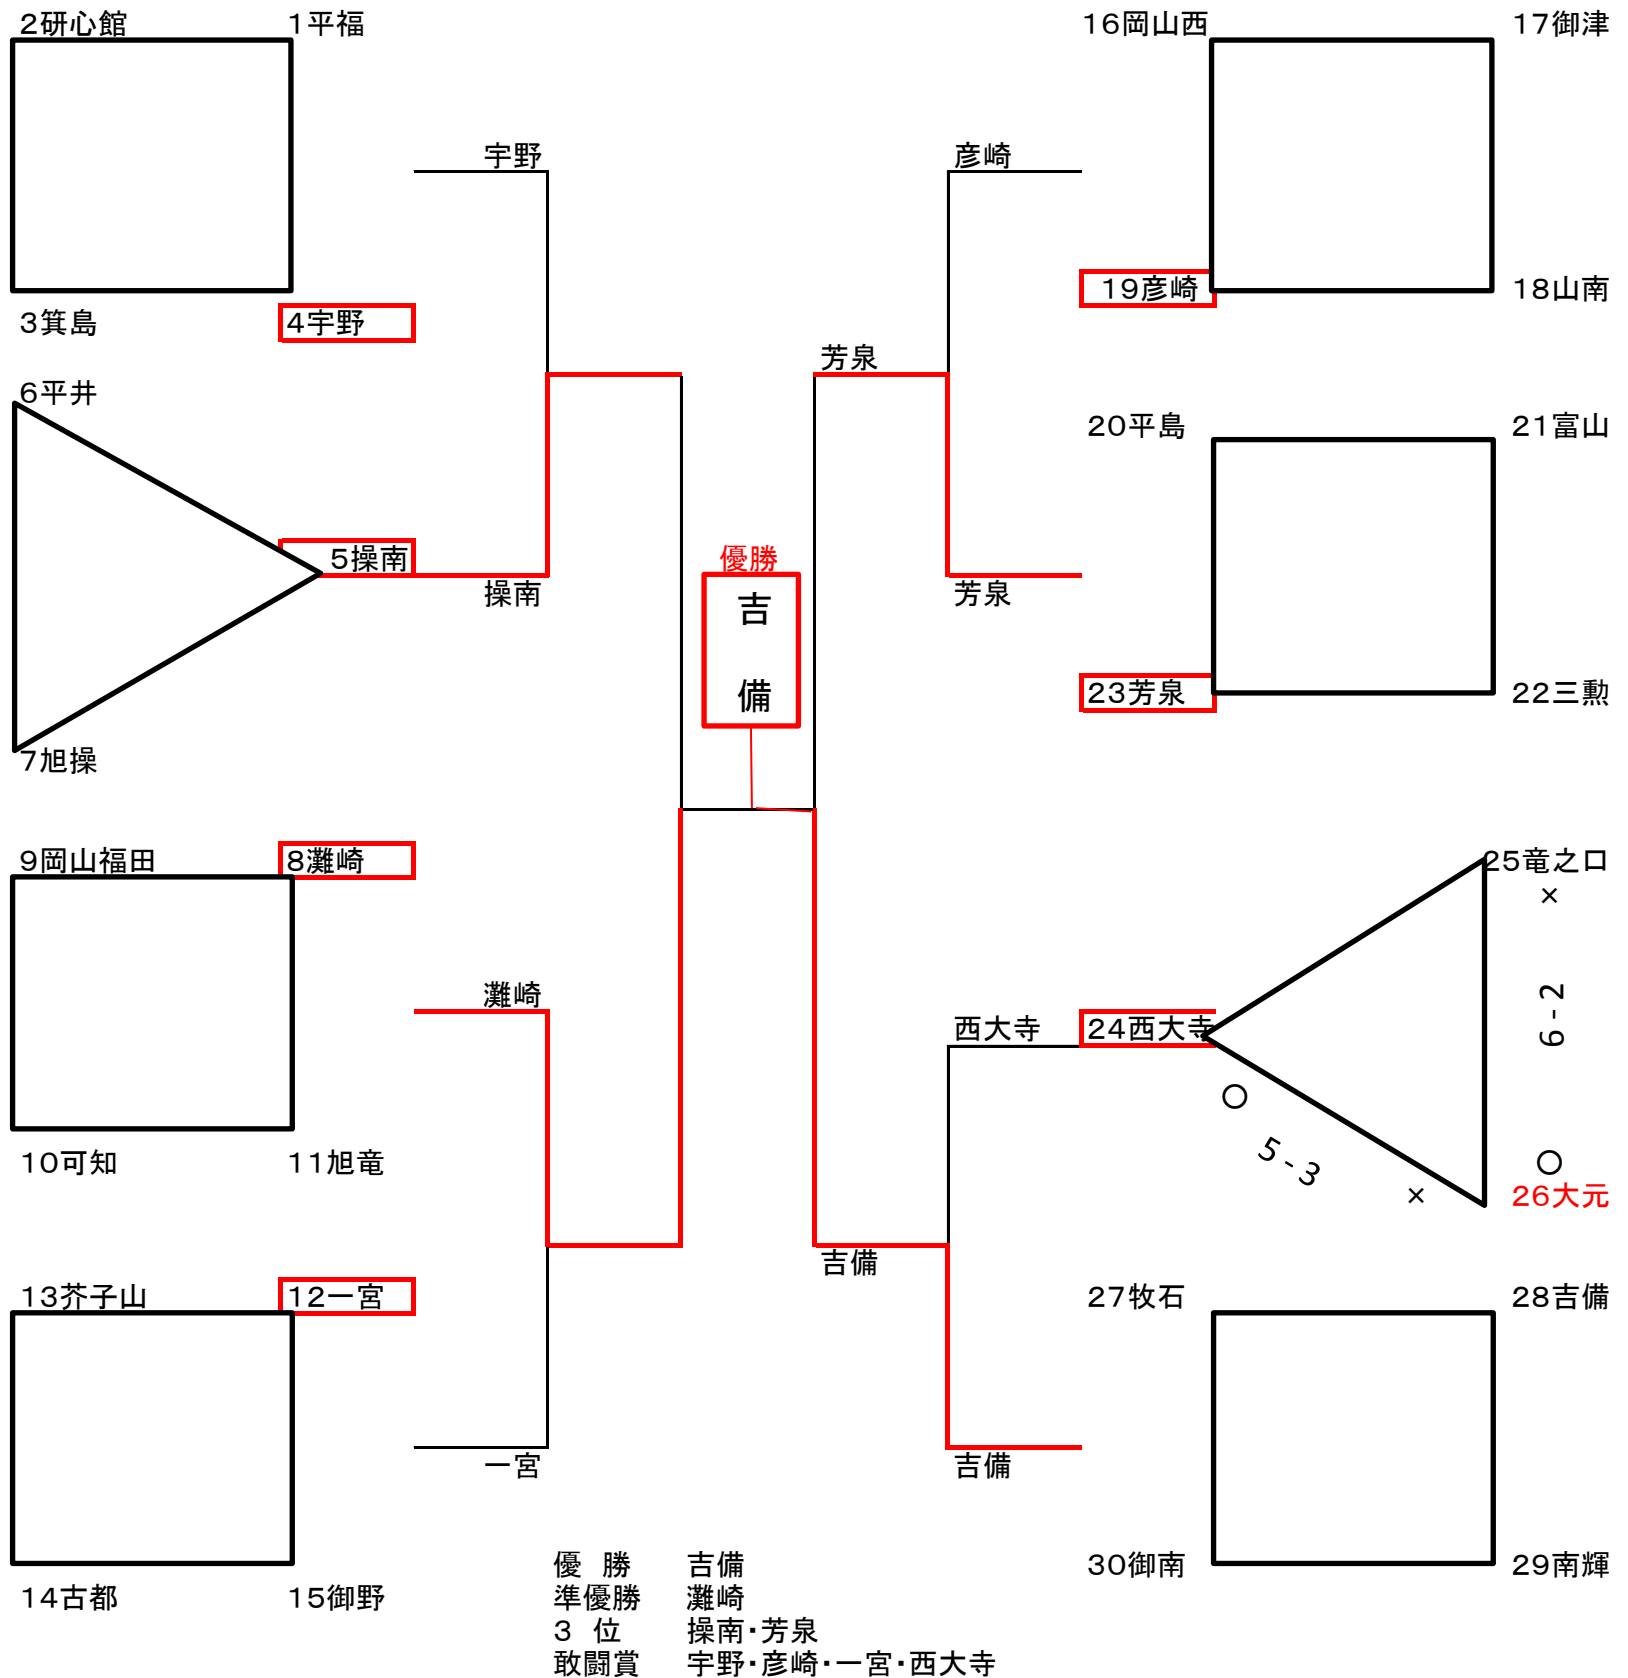 2研心館
1平福
16岡山西
17御津
宇野
彦崎
19彦崎
18山南
3箕島
4宇野
芳泉
6平井
20平島
21富山
5操南
優勝
操南
芳泉
吉
備
23芳泉
22三勲
7旭操
9岡山福田
8灘崎
25竜之口
×
灘崎
西大寺
24西大寺
6-2
○
5-3
×
○
10可知
11旭竜
26大元
吉備
13芥子山
12一宮
27牧石
28吉備
一宮
吉備
14古都
15御野
30御南
29南輝
優 勝 吉備
準優勝 灘崎
3 位 操南・芳泉
敢闘賞 宇野・彦崎・一宮・西大寺